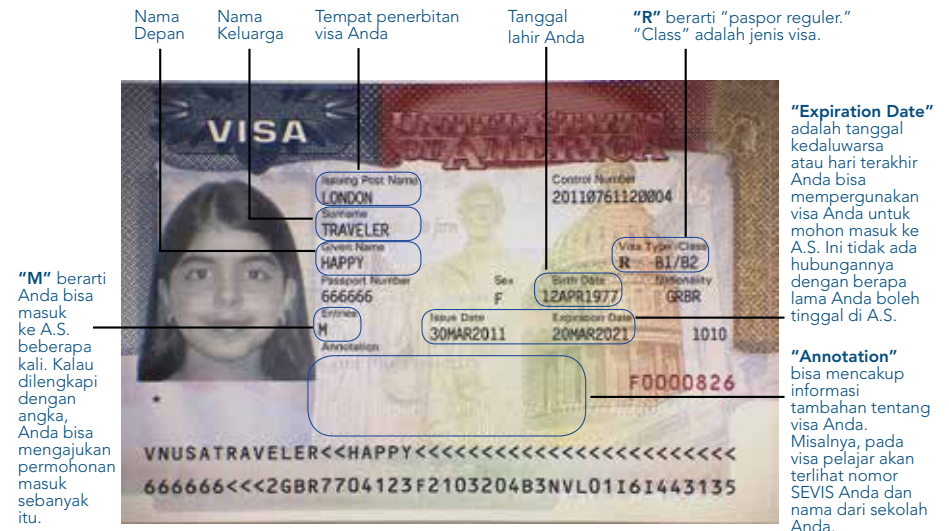 Nama
Depan
Nama
Keluarga
Tempat penerbitan
visa Anda
Tanggal
lahir Anda
“R” berarti “paspor reguler.”
“Class” adalah jenis visa.
VISA
UNITED STATES
OF AMERICA
Issuing Post Name
LONDON
Control Number
20110761120004
Surname
TRAVELER
Given Name
HAPPY
Visa Type /Class
R B1/B2
Passport Number
666666
Sex
F
Birth Date
12APR1977
Nationality
GRBR
Entries
M
Issue Date
30MAR2011
Expiration Date
20MAR2021
1010
Annotation
F0000826
*
VNUSATRAVELER<<HAPPY<<<<<<<<<<<<<<<<<<<<<<<<
666666<<<2GBR7704123F2103204B3NVL01I6I443135
“M” berarti
Anda bisa
masuk
ke A.S.
beberapa
kali. Kalau
dilengkapi
dengan
angka,
Anda bisa
mengajukan
permohonan
masuk
sebanyak
itu.
“Expiration Date”
adalah tanggal
kedaluwarsa
atau hari terakhir
Anda bisa
mempergunakan
visa Anda untuk
mohon masuk ke
A.S. Ini tidak ada
hubungannya
dengan berapa
lama Anda boleh
tinggal di A.S.
“Annotation”
bisa mencakup
informasi
tambahan tentang
visa Anda.
Misalnya, pada
visa pelajar akan
terlihat nomor
SEVIS Anda dan
nama dari sekolah
Anda.